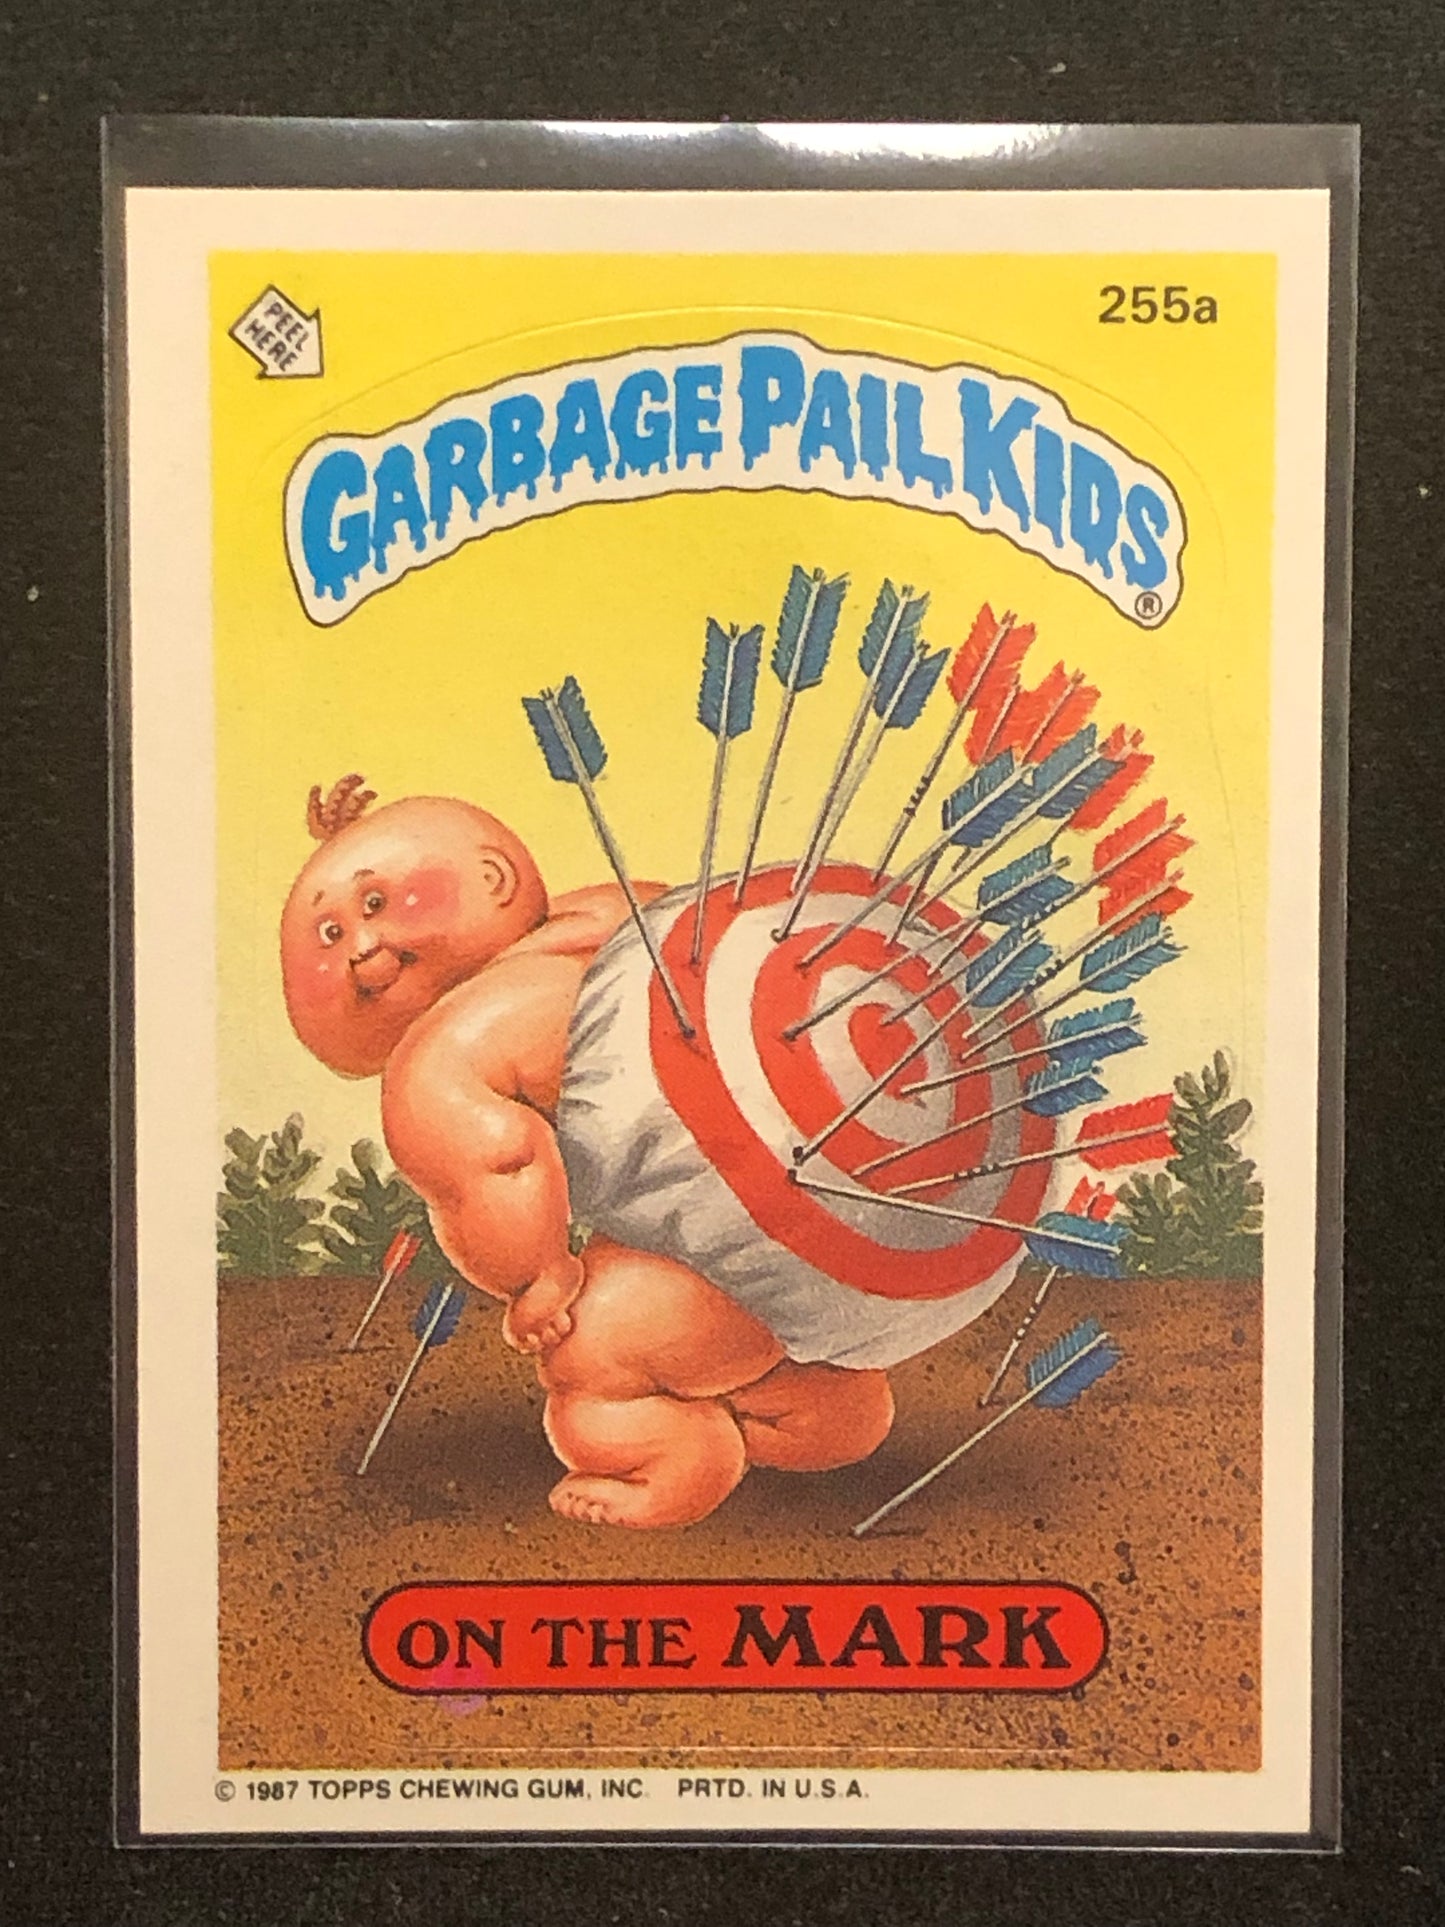 PEEL
HERE
255a
GARBAGE PAIL KIDS
®
ON THE MARK
© 1987 TOPPS CHEWING GUM, INC. PRTD. IN U.S.A.